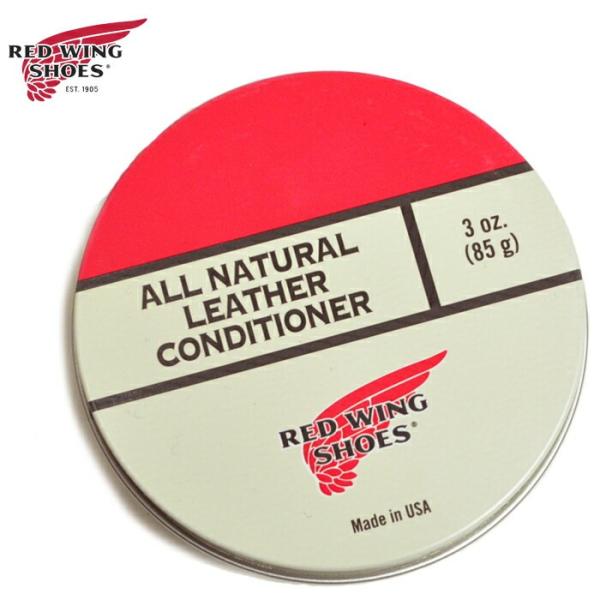 RED WING
SHOES®
EST. 1905
ALL NATURAL
LEATHER
CONDITIONER
3 oz.
(85 g)
RED WING
SHOES®
Made in USA